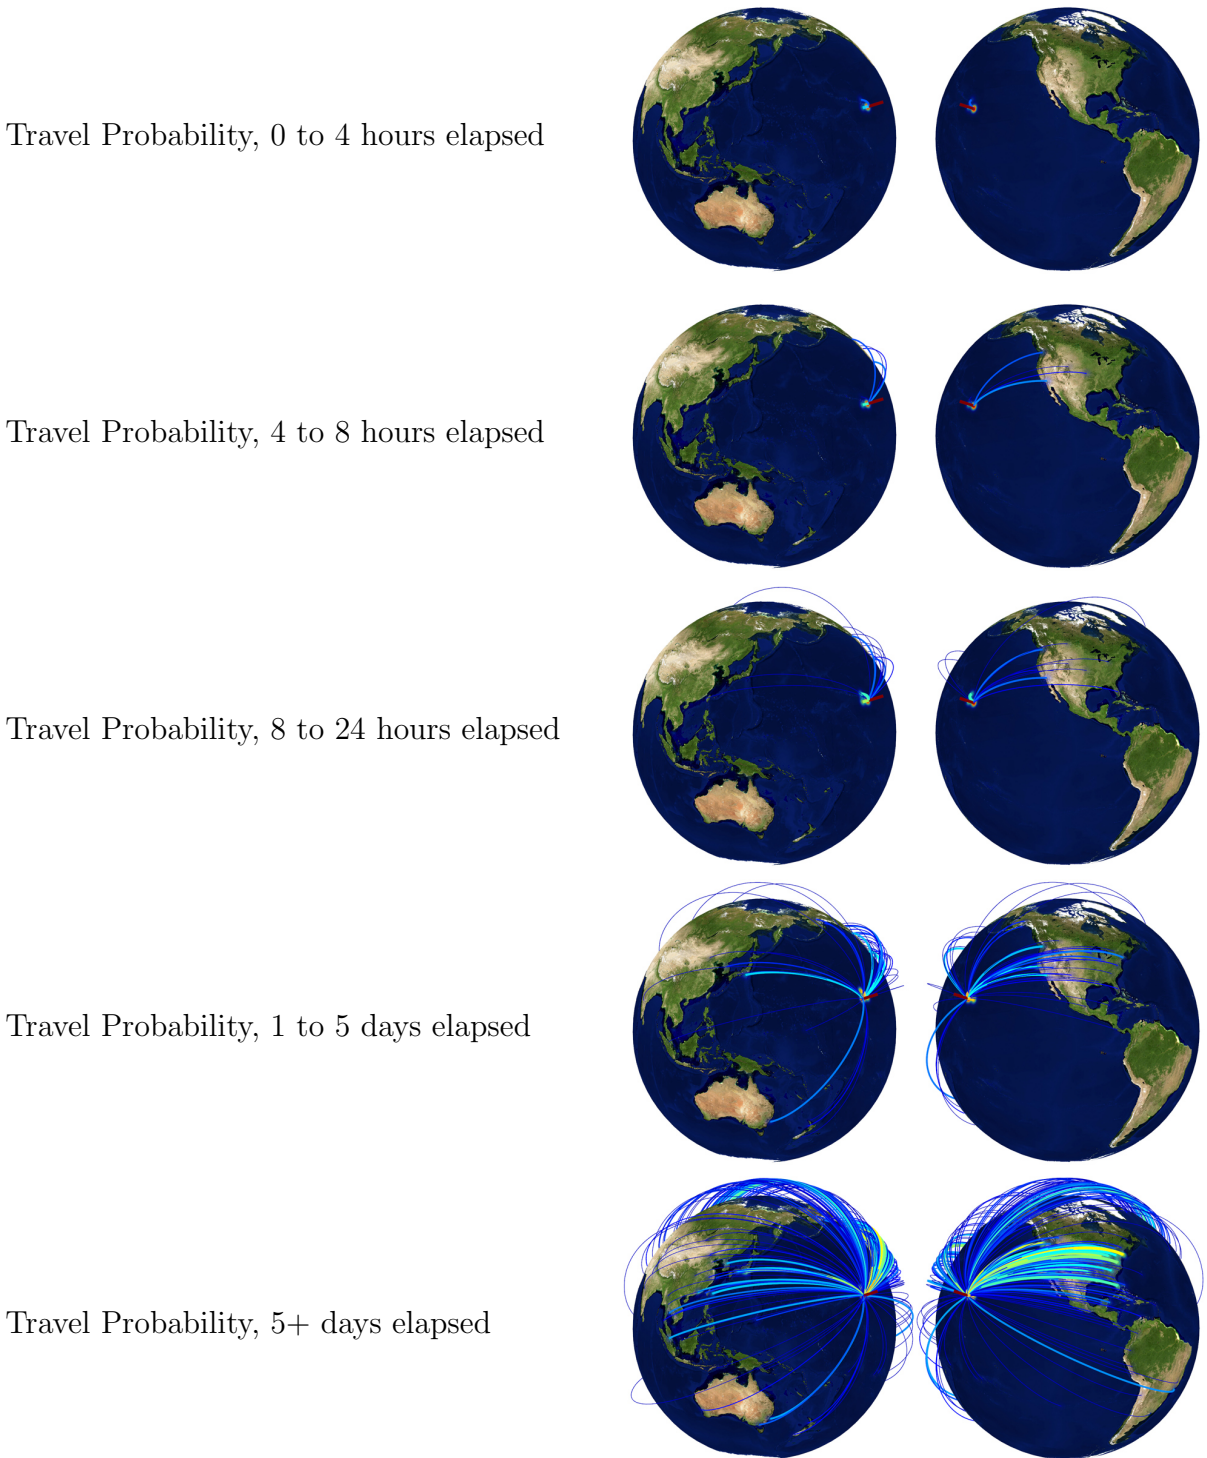 Travel Probability, 0 to 4 hours elapsed
Travel Probability, 4 to 8 hours elapsed
Travel Probability, 8 to 24 hours elapsed
Travel Probability, 1 to 5 days elapsed
Travel Probability, 5+ days elapsed